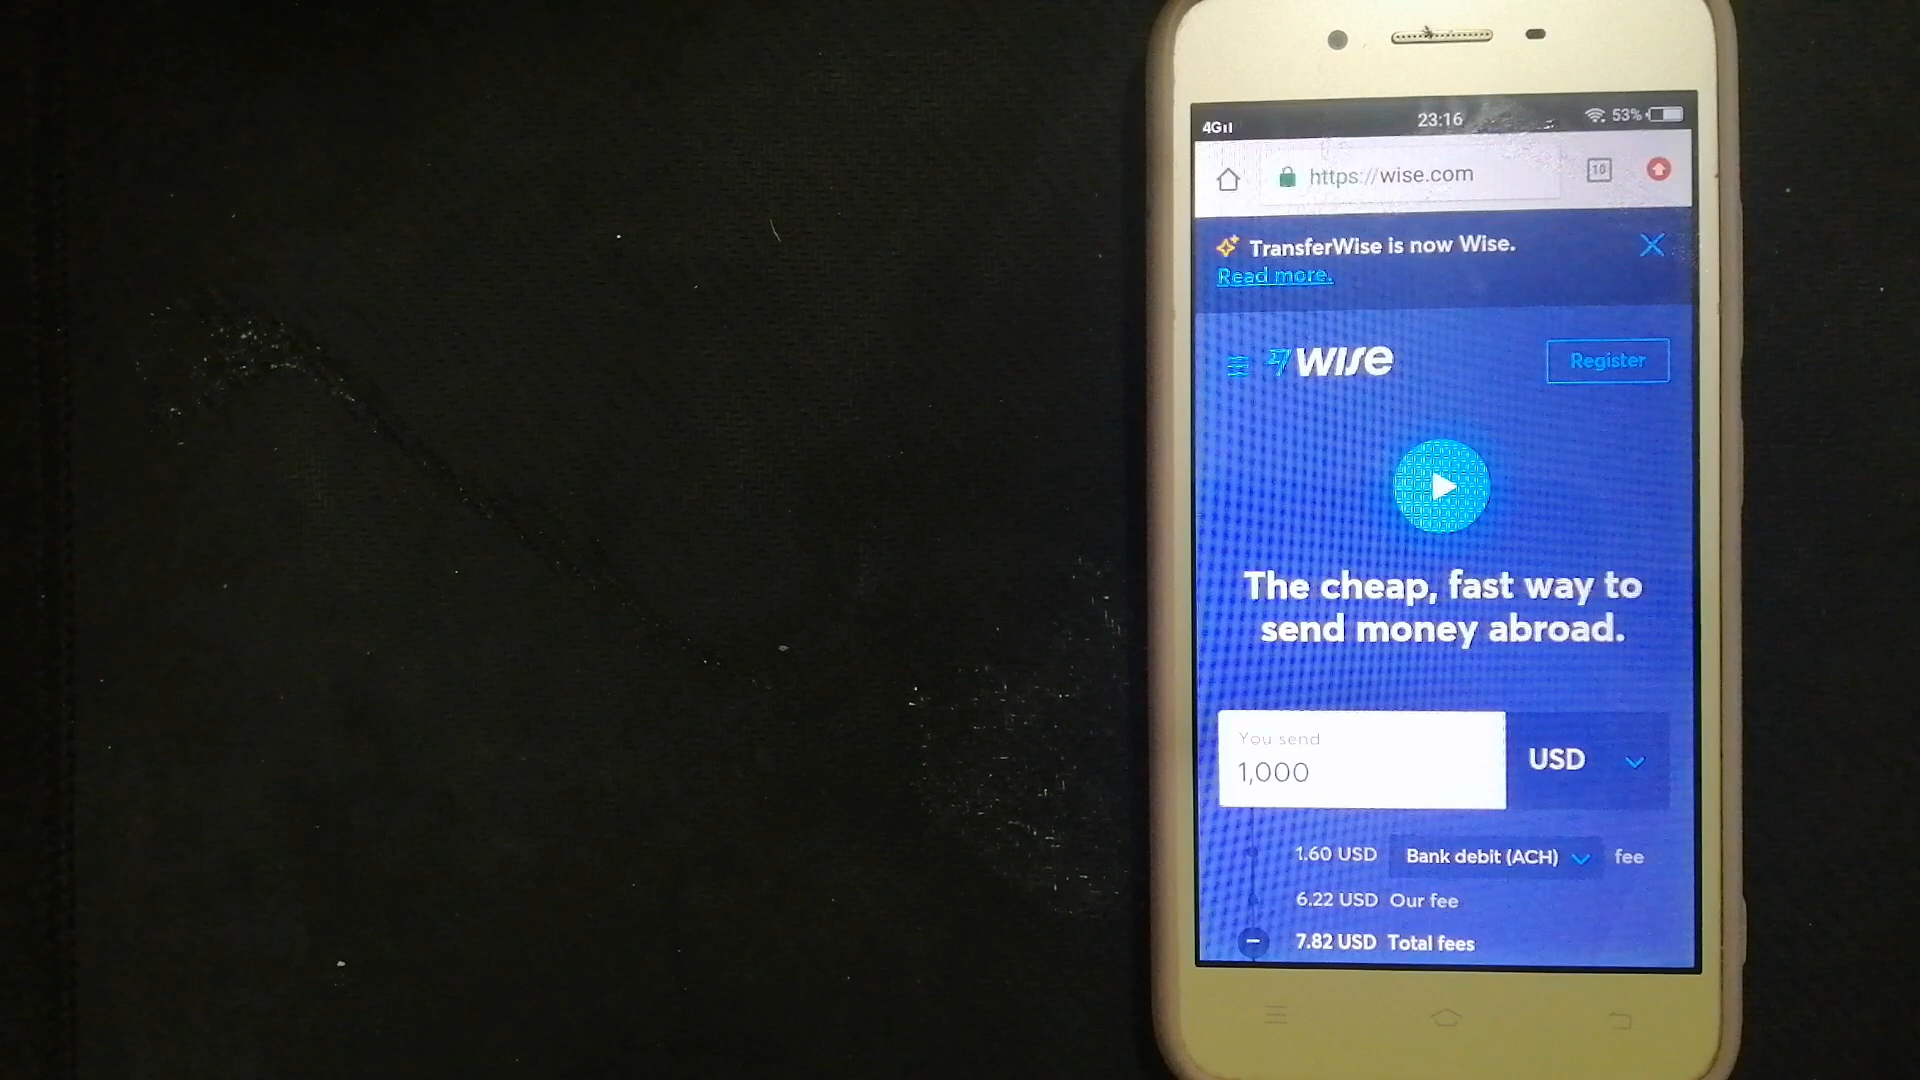 4G
23:16
53%
https://wise.com
10
TransferWise is now Wise.
Read more.
wise
Register
The cheap, fast way to
send money abroad.
You send
1,000
USD
1.60 USD Bank debit (ACH) fee
6.22 USD Our fee
7.82 USD Total fees